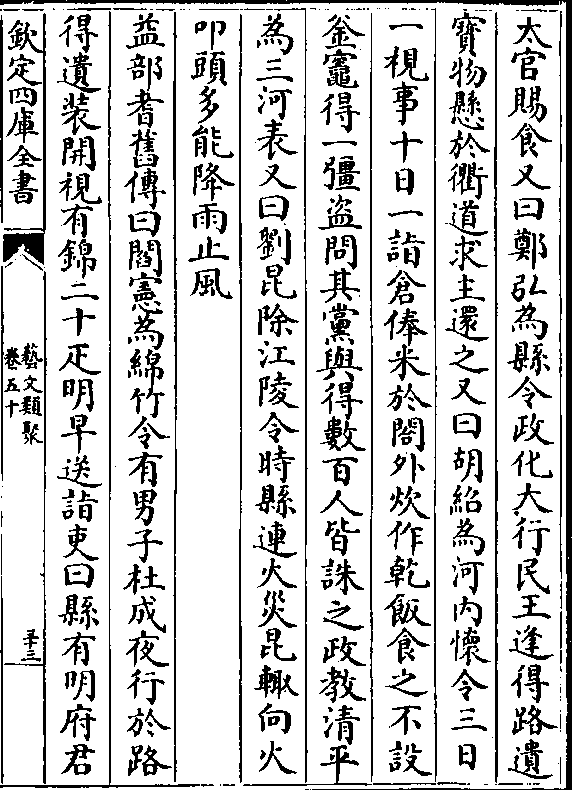 太官賜食又曰鄭弘為縣令政化大行民王逢得路遺
寶物懸於衢道求主還之又曰胡紹為河内懷令三日
一視事十日一詣倉俸米於閤外炊作乾飯食之不設
釜竈得一彊盜問其黨與得數百人皆誅之政教清平
為三河表又曰劉昆除江陵令時縣連火災昆輙向火
叩頭多能降雨止風
益部耆舊傳曰閻憲為綿竹令有男子杜成夜行於路
得遺裝開視有錦二十疋明早送詣吏曰縣有明府君
欽定四庫全書
藝文類聚
卷五十
五十三